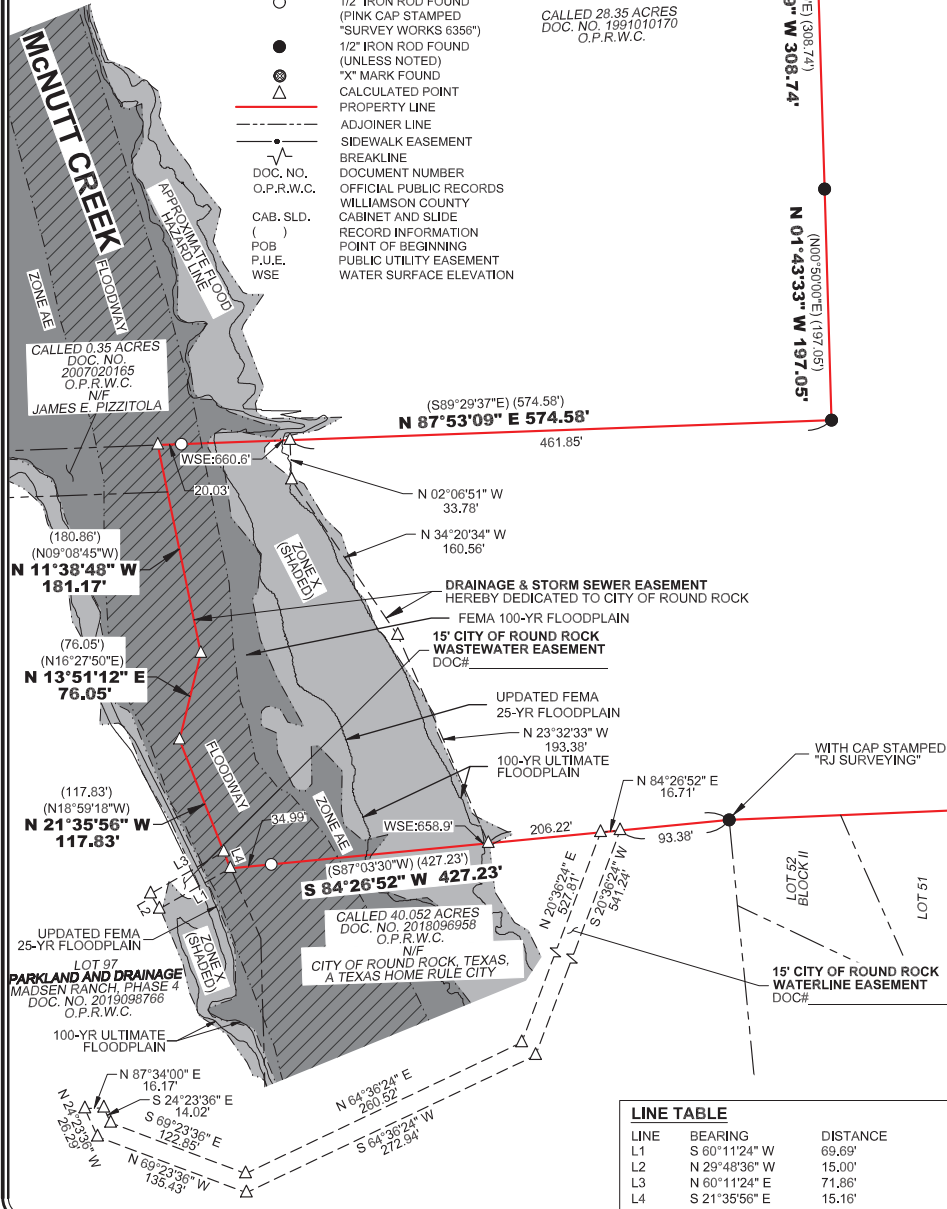 1/2" IRON ROD FOUND
(PINK CAP STAMPED
"SURVEY WORKS 6356")
1/2" IRON ROD FOUND
(UNLESS NOTED)
"X" MARK FOUND
CALCULATED POINT
PROPERTY LINE
ADJOINER LINE
SIDEWALK EASEMENT
BREAKLINE
DOC. NO. DOCUMENT NUMBER
O.P.R.W.C. OFFICIAL PUBLIC RECORDS
WILLIAMSON COUNTY
CAB. SLD. CABINET AND SLIDE
( ) RECORD INFORMATION
POB POINT OF BEGINNING
P.U.E. PUBLIC UTILITY EASEMENT
WSE WATER SURFACE ELEVATION
CALLED 28.35 ACRES
DOC. NO. 1991010170
O.P.R.W.C.
E) (308.74')
9" W 308.74'
(N00°50'00"E) (197.05')
N 01°43'33" W 197.05'
McNUTT CREEK
APPROXIMATE FLOOD
HAZARD LINE
FLOODWAY
ZONE AE
CALLED 0.35 ACRES
DOC. NO.
2007020165
O.P.R.W.C.
N/F
JAMES E. PIZZITOLA
(S89°29'37"E) (574.58')
N 87°53'09" E 574.58'
461.85'
WSE:660.6'
20.03'
N 02°06'51" W
33.78'
N 34°20'34" W
160.56'
ZONE X
(SHADED)
(180.86')
(N09°08'45"W)
N 11°38'48" W
181.17'
DRAINAGE & STORM SEWER EASEMENT
HEREBY DEDICATED TO CITY OF ROUND ROCK
FEMA 100-YR FLOODPLAIN
15' CITY OF ROUND ROCK
WASTEWATER EASEMENT
DOC#
(76.05')
(N16°27'50"E)
N 13°51'12" E
76.05'
UPDATED FEMA
25-YR FLOODPLAIN
N 23°32'33" W
193.38'
100-YR ULTIMATE
FLOODPLAIN
WITH CAP STAMPED
"RJ SURVEYING"
N 84°26'52" E
16.71'
FLOODWAY
ZONE AE
(117.83')
(N18°59'18"W)
N 21°35'56" W
117.83'
34.99'
WSE:658.9'
206.22'
93.38'
L4
L3
L1
L2
(S87°03'30"W) (427.23')
S 84°26'52" W 427.23'
N 20°36'24" E
527.81'
S 20°36'24" W
541.24'
LOT 52
BLOCK II
LOT 51
CALLED 40.052 ACRES
DOC. NO. 2018096958
O.P.R.W.C.
N/F
CITY OF ROUND ROCK, TEXAS,
A TEXAS HOME RULE CITY
UPDATED FEMA
25-YR FLOODPLAIN
ZONE X
(SHADED)
LOT 97
PARKLAND AND DRAINAGE
MADSEN RANCH, PHASE 4
DOC. NO. 2019098766
O.P.R.W.C.
100-YR ULTIMATE
FLOODPLAIN
15' CITY OF ROUND ROCK
WATERLINE EASEMENT
DOC#
N 87°34'00" E
16.17'
S 24°23'36" E
14.02'
S 69°23'36" E
122.85'
N 24°23'36" W
26.29'
N 69°23'36" W
135.43'
N 64°36'24" E
260.52'
S 64°36'24" W
272.94'
LINE TABLE
LINE BEARING DISTANCE
L1 S 60°11'24" W 69.69'
L2 N 29°48'36" W 15.00'
L3 N 60°11'24" E 71.86'
L4 S 21°35'56" E 15.16'